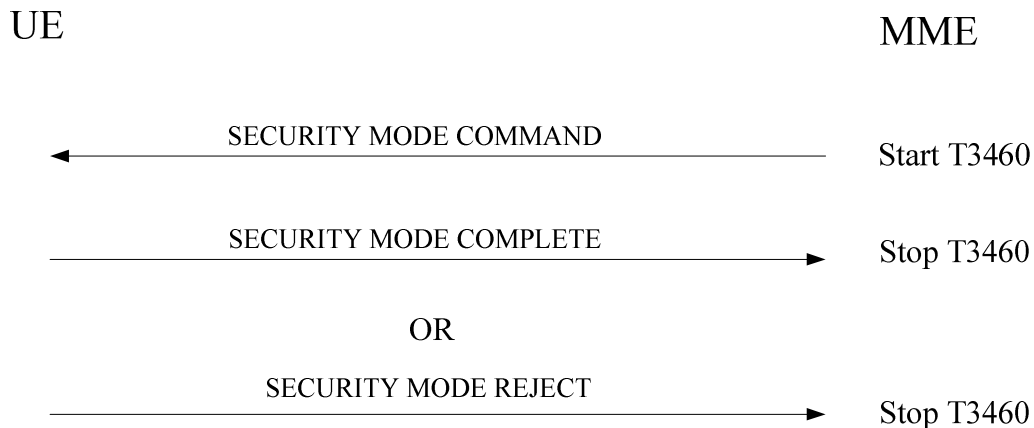 UE
MME
SECURITY MODE COMMAND
Start T3460
SECURITY MODE COMPLETE
Stop T3460
OR
SECURITY MODE REJECT
Stop T3460